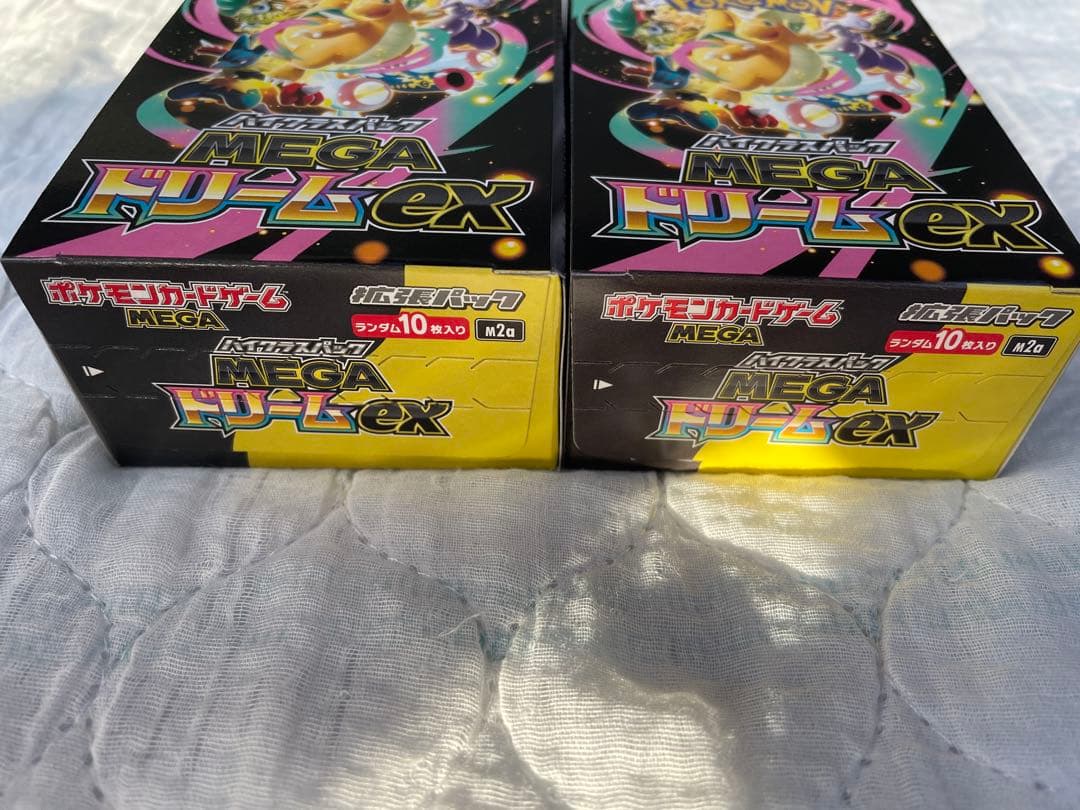 ハイクラスパック
MEGA
ドリームex
ポケモンカードゲーム
MEGA
拡張パック
ランダム10枚入り
M2a
ハイクラスパック
MEGA
ドリームex
POKÉMON
ハイクラスパック
MEGA
ドリームex
ポケモンカードゲーム
MEGA
拡張パック
ランダム10枚入り
M2a
ハイクラスパック
MEGA
ドリームex